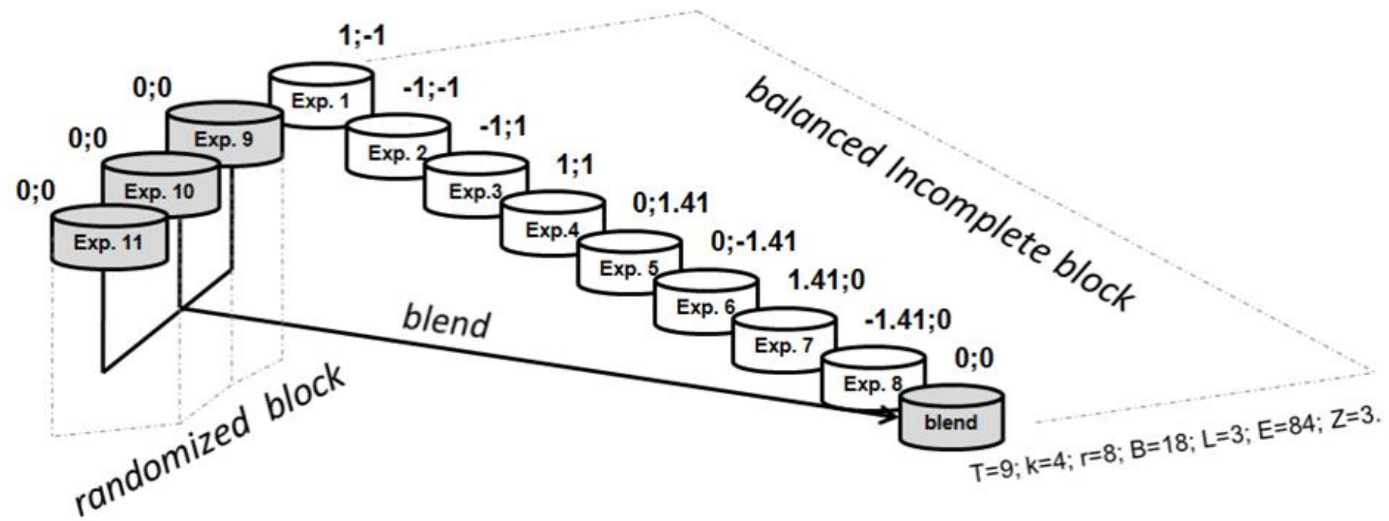 1;-1
Exp. 1
-1;-1
Exp. 2
-1;1
Exp.3
1;1
Exp.4
0;1.41
Exp. 5
0;-1.41
Exp. 6
1.41;0
Exp. 7
-1.41;0
Exp. 8
0;0
blend
0;0
Exp. 9
0;0
Exp. 10
0;0
Exp. 11
blend
randomized block
balanced Incomplete block
T=9; k=4; r=8; B=18; L=3; E=84; Z=3.